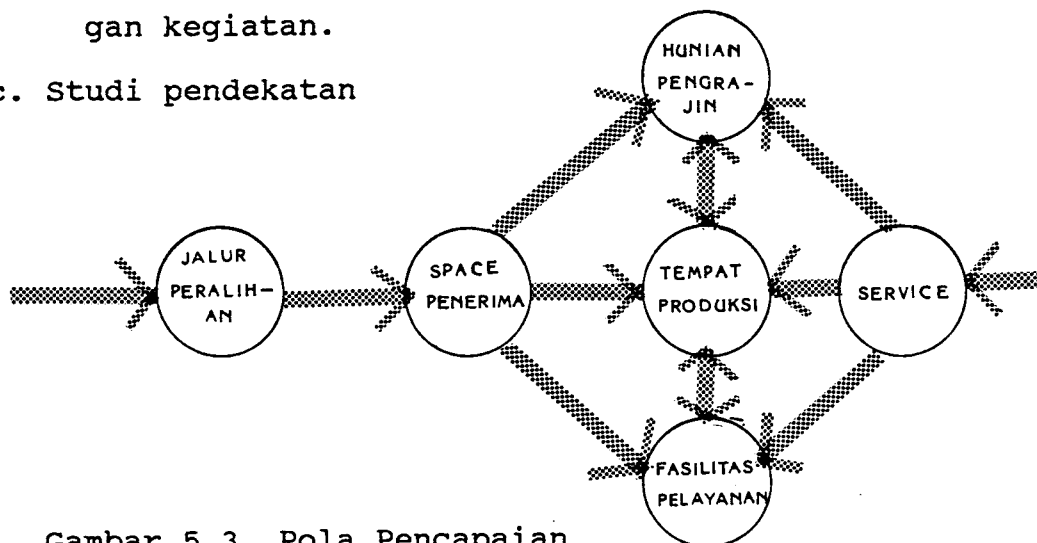 gan kegiatan.
c. Studi pendekatan
HUNIAN
PENGRA-
JIN
JALUR
PERALIH-
AN
SPACE
PENERIMA
TEMPAT
PRODUKSI
SERVICE
FASILITAS
PELAYANAN
Gambar 5.3. Pola Pencapaian